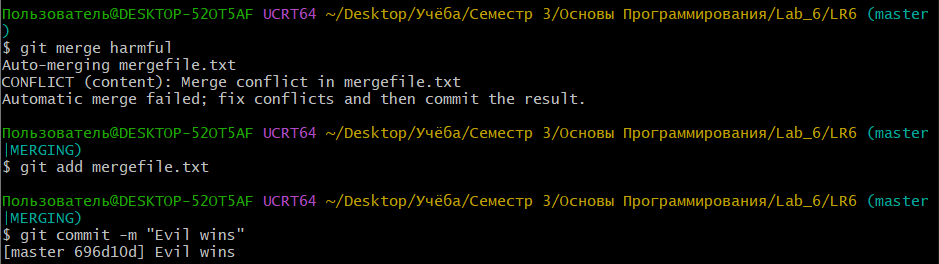 Пользователь@DESKTOP-52OT5AF UCRT64 ~/Desktop/Учёба/Семестр 3/Основы Программирования/Lab_6/LR6 (master
)
$ git merge harmful
Auto-merging mergefile.txt
CONFLICT (content): Merge conflict in mergefile.txt
Automatic merge failed; fix conflicts and then commit the result.
Пользователь@DESKTOP-52OT5AF UCRT64 ~/Desktop/Учёба/Семестр 3/Основы Программирования/Lab_6/LR6 (master
|MERGING)
$ git add mergefile.txt
Пользователь@DESKTOP-52OT5AF UCRT64 ~/Desktop/Учёба/Семестр 3/Основы Программирования/Lab_6/LR6 (master
|MERGING)
$ git commit -m "Evil wins"
[master 696d10d] Evil wins